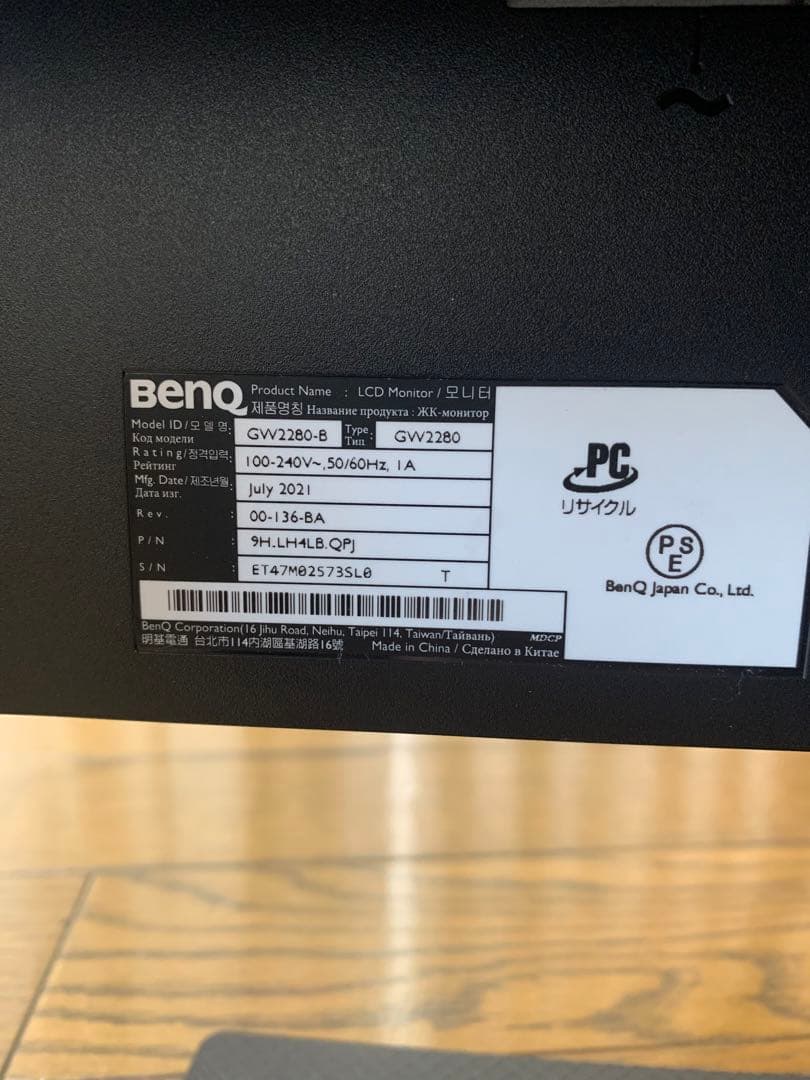 BenQ Product Name : LCD Monitor / 모니터
제품명칭 Название продукта : ЖК-монитор
Model ID / 모델명: GW2280-B Type: GW2280
Код модели Тип
Rating/정격입력: 100-240V~,50/60Hz, 1A
Рейтинг
Mfg. Date/제조년월: July 2021
Дата изг.
Rev. : 00-136-BA
P/N : 9H.LH4LB.QPJ
S/N : ET47M02573SL0 T
BenQ Corporation(16 Jihu Road, Neihu, Taipei 114, Taiwan/Тайвань) MDCP
明基電通 台北市114內湖區基湖路16號 Made in China / Сделано в Китае
PC
リサイクル
PS
E
BenQ Japan Co., Ltd.